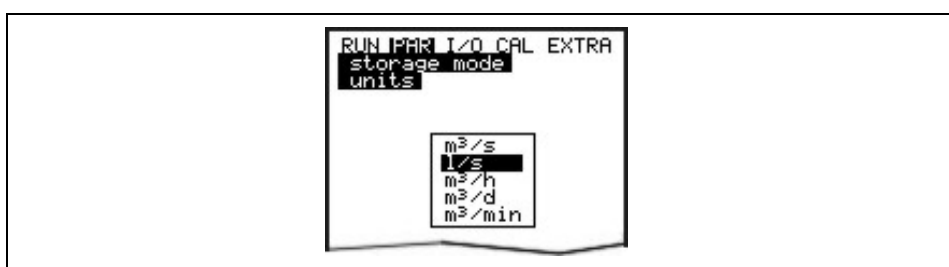 RUN PAR I/O CAL EXTRA
storage mode
units
m³/s
l/s
m³/h
m³/d
m³/min